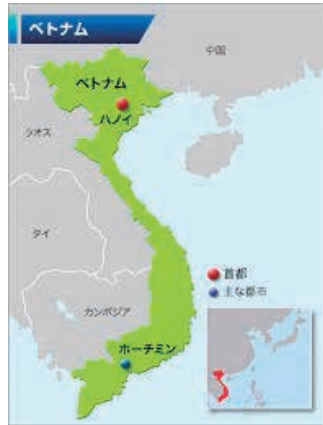 ベトナム
中国
ベトナム
ハノイ
ラオス
タイ
首都
主な都市
カンボジア
ホーチミン